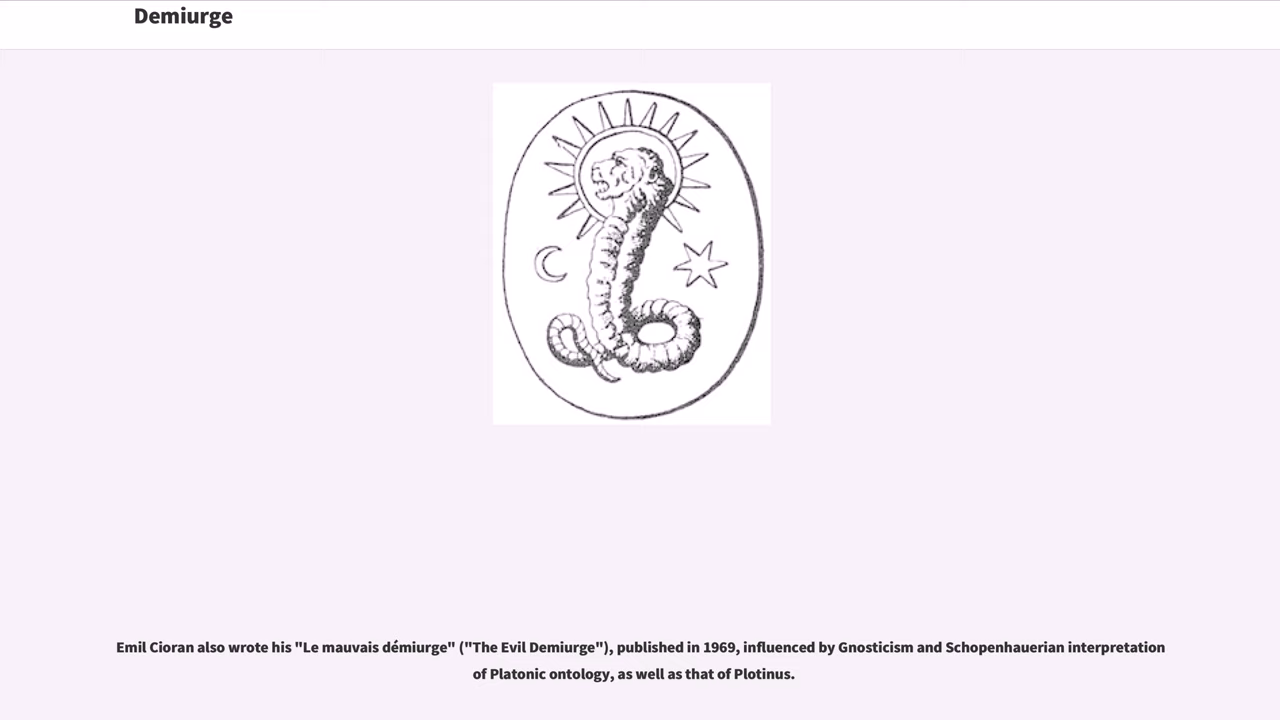 Demiurge
Emil Cioran also wrote his "Le mauvais démiurge" ("The Evil Demiurge"), published in 1969, influenced by Gnosticism and Schopenhauerian interpretation
of Platonic ontology, as well as that of Plotinus.